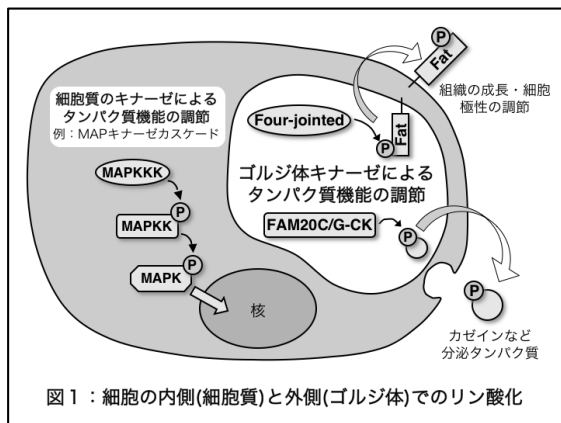 細胞質のキナーゼによる
タンパク質機能の調節
例：MAPキナーゼカスケード
MAPKKK
P
MAPKK
P
MAPK
核
Four-jointed
P
Fat
P
Fat
組織の成長・細胞
極性の調節
ゴルジ体キナーゼによる
タンパク質機能の調節
FAM20C/G-CK
P
P
カゼインなど
分泌タンパク質
図1：細胞の内側(細胞質)と外側(ゴルジ体)でのリン酸化